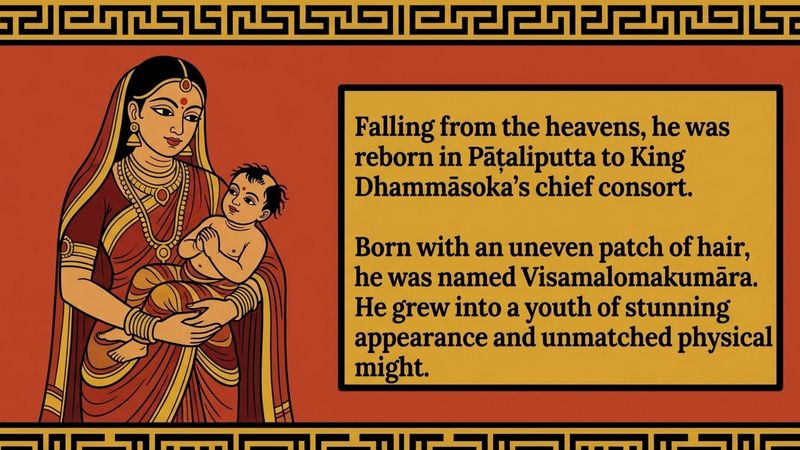 Falling from the heavens, he was
reborn in Pāṭaliputta to King
Dhammāsoka's chief consort.
Born with an uneven patch of hair,
he was named Visamalomakumāra.
He grew into a youth of stunning
appearance and unmatched physical
might.